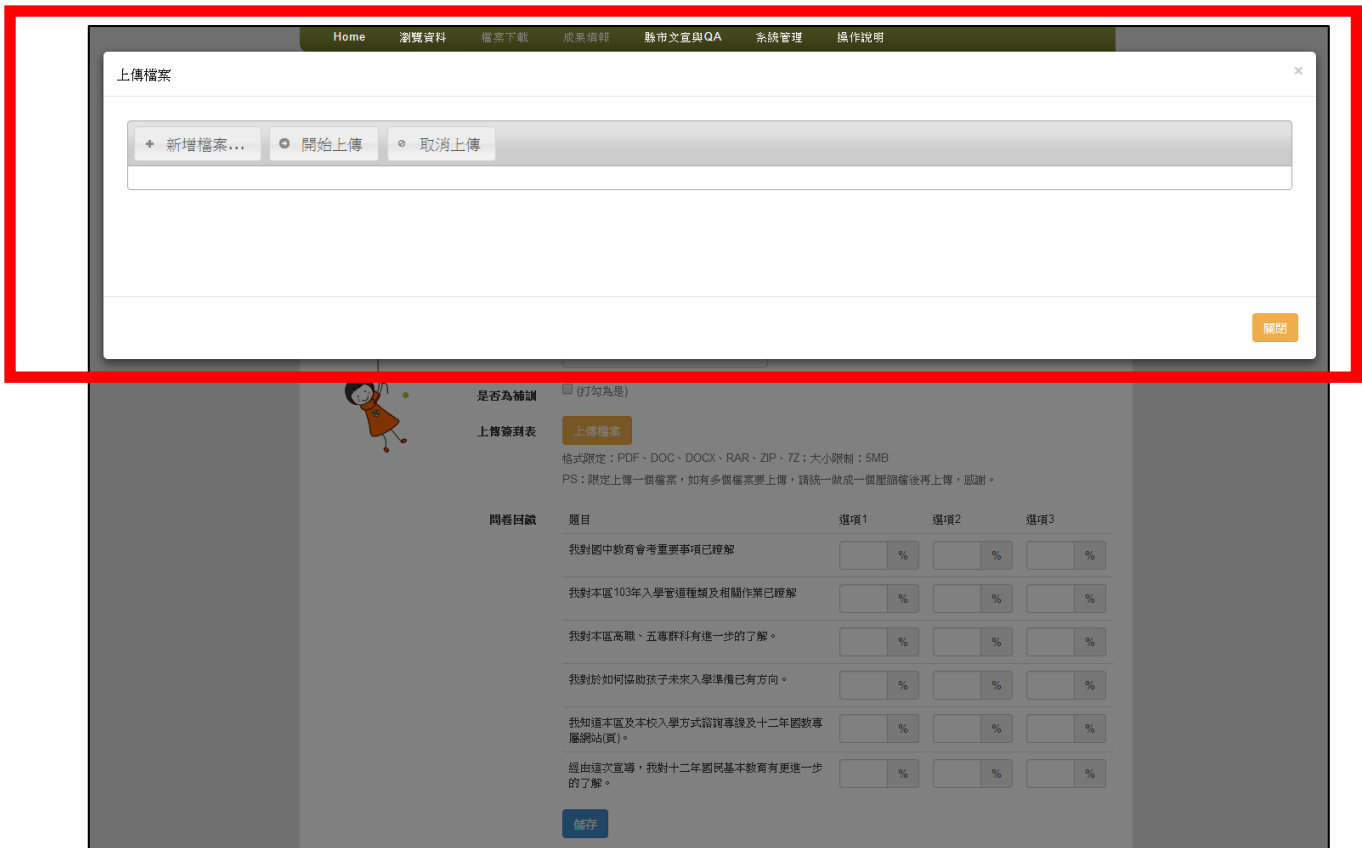 Home 瀏覽資料 檔案下載 成果填報 縣市文宣與QA 系統管理 操作說明
上傳檔案 ×
新增檔案... 開始上傳 取消上傳
關閉
是否為補訓 (打勾為是)
上傳簽到表 上傳檔案
格式限定：PDF、DOC、DOCX、RAR、ZIP、7Z；大小限制：5MB
PS：限定上傳一個檔案，如有多個檔案要上傳，請統一做成一個壓縮檔後再上傳，感謝。
問卷回饋 題目 選項1 選項2 選項3
我對國中教育會考重要事項已瞭解 % % %
我對本區103年入學管道種類及相關作業已瞭解 % % %
我對本區高職、五專群科有進一步的了解。 % % %
我對於如何協助孩子未來入學準備已有方向。 % % %
我知道本區及本校入學方式諮詢專線及十二年國教專
屬網站(頁)。 % % %
經由這次宣導，我對十二年國民基本教育有更進一步
的了解。 % % %
儲存